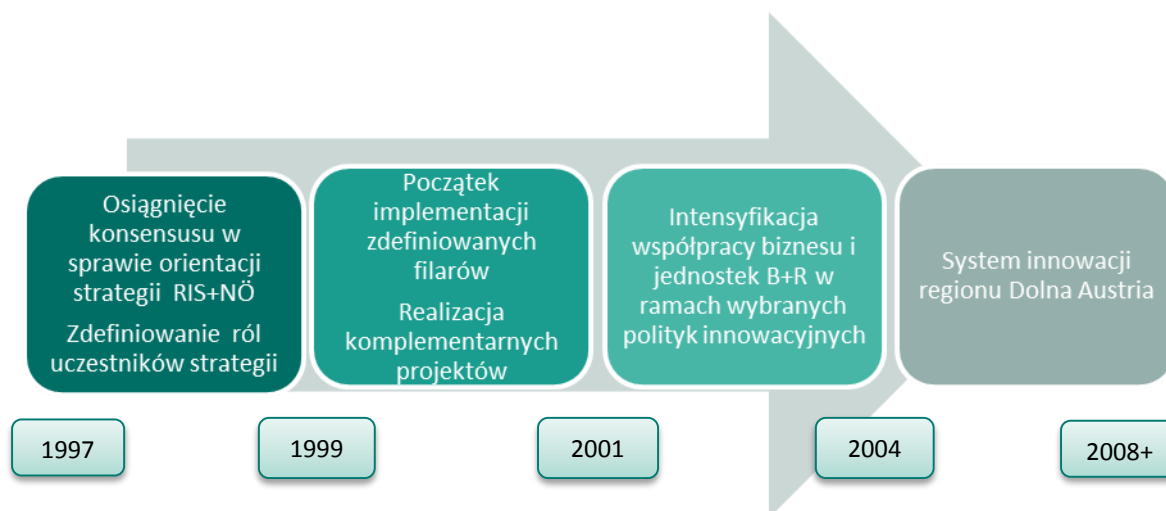 Osiągnięcie
konsensusu w
sprawie orientacji
strategii RIS+NÖ
Zdefiniowanie ról
uczestników strategii
Początek
implementacji
zdefiniowanych
filarów
Realizacja
komplementarnych
projektów
Intensyfikacja
współpracy biznesu i
jednostek B+R w
ramach wybranych
polityk innowacyjnych
System innowacji
regionu Dolna Austria
1997
1999
2001
2004
2008+